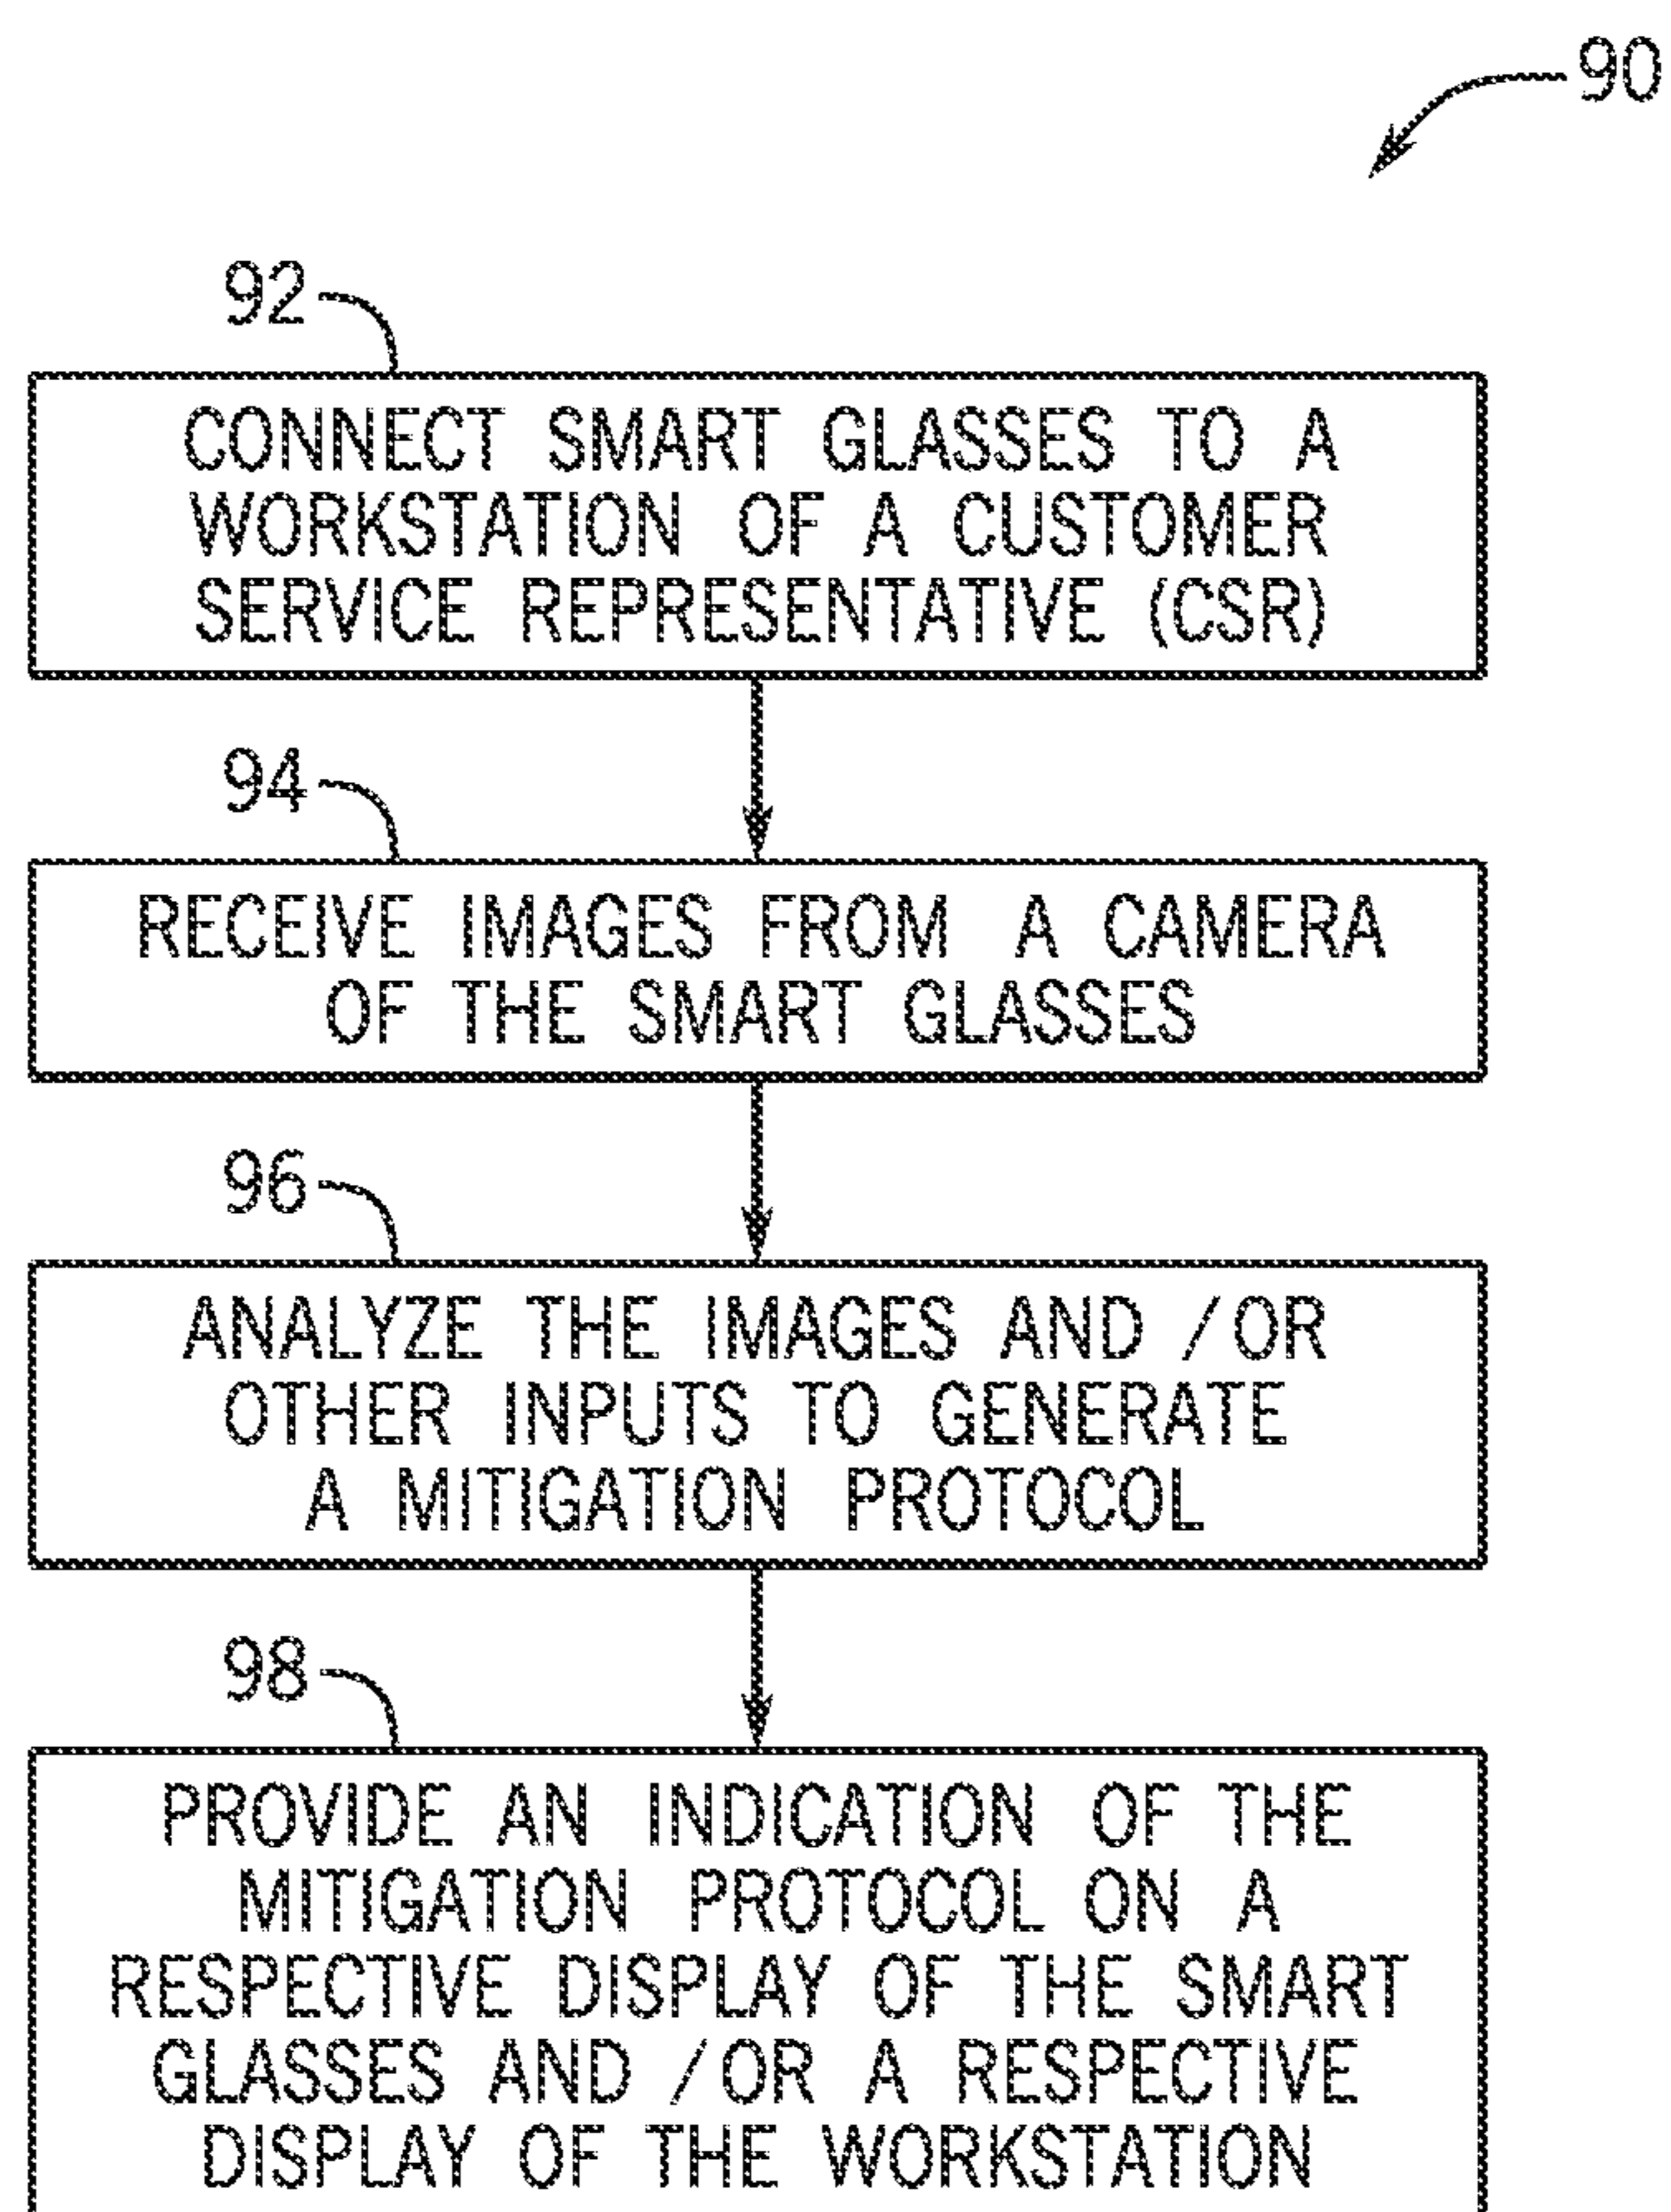 90
92
CONNECT SMART GLASSES TO A
WORKSTATION OF A CUSTOMER
SERVICE REPRESENTATIVE (CSR)
94
RECEIVE IMAGES FROM A CAMERA
OF THE SMART GLASSES
96
ANALYZE THE IMAGES AND /OR
OTHER INPUTS TO GENERATE
A MITIGATION PROTOCOL
98
PROVIDE AN INDICATION OF THE
MITIGATION PROTOCOL ON A
RESPECTIVE DISPLAY OF THE SMART
GLASSES AND /OR A RESPECTIVE
DISPLAY OF THE WORKSTATION